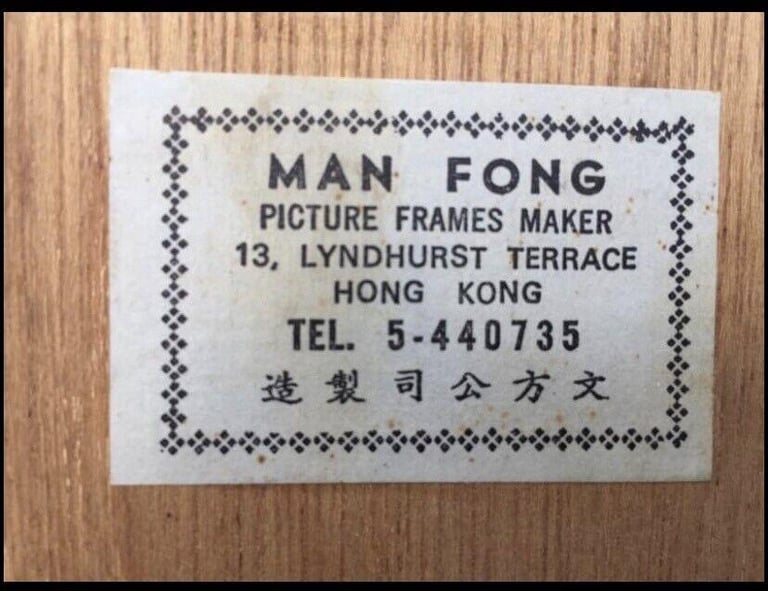 MAN FONG
PICTURE FRAMES MAKER
13, LYNDHURST TERRACE
HONG KONG
TEL. 5-440735
文方公司製造